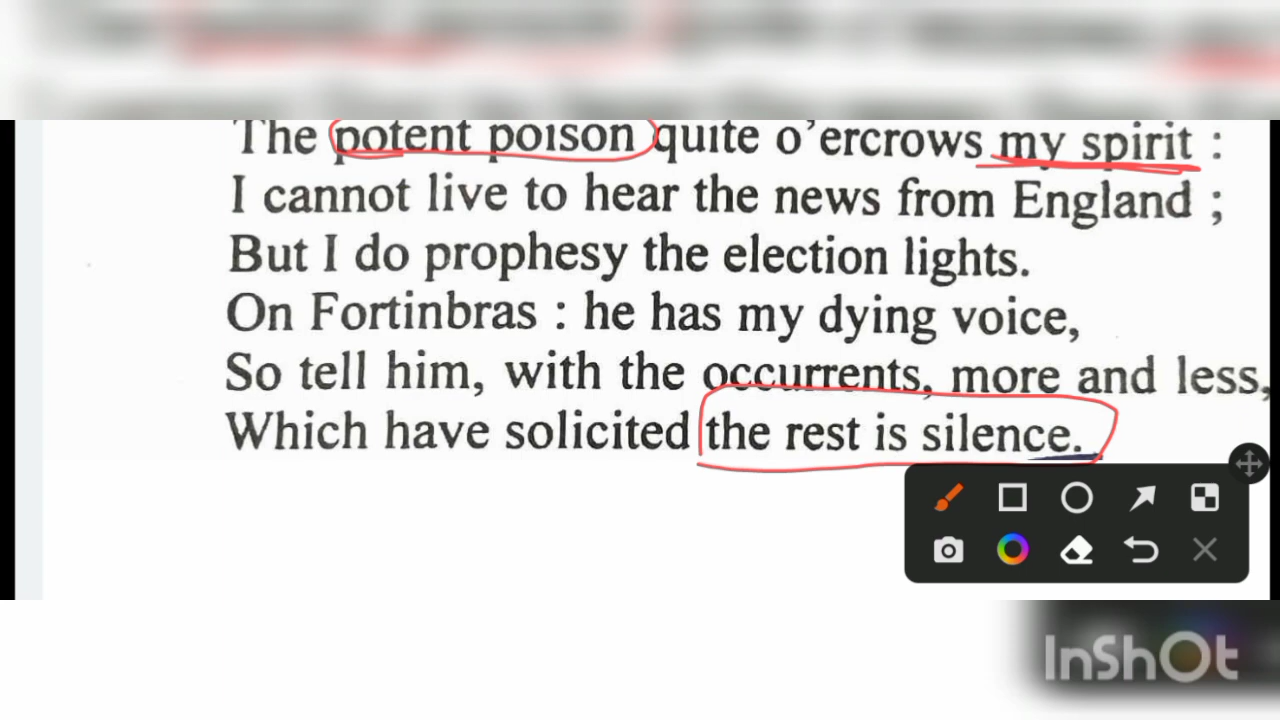 The potent poison quite o'ercrows my spirit :
I cannot live to hear the news from England ;
But I do prophesy the election lights.
On Fortinbras : he has my dying voice,
So tell him, with the occurrents, more and less,
Which have solicited the rest is silence.
InShOt